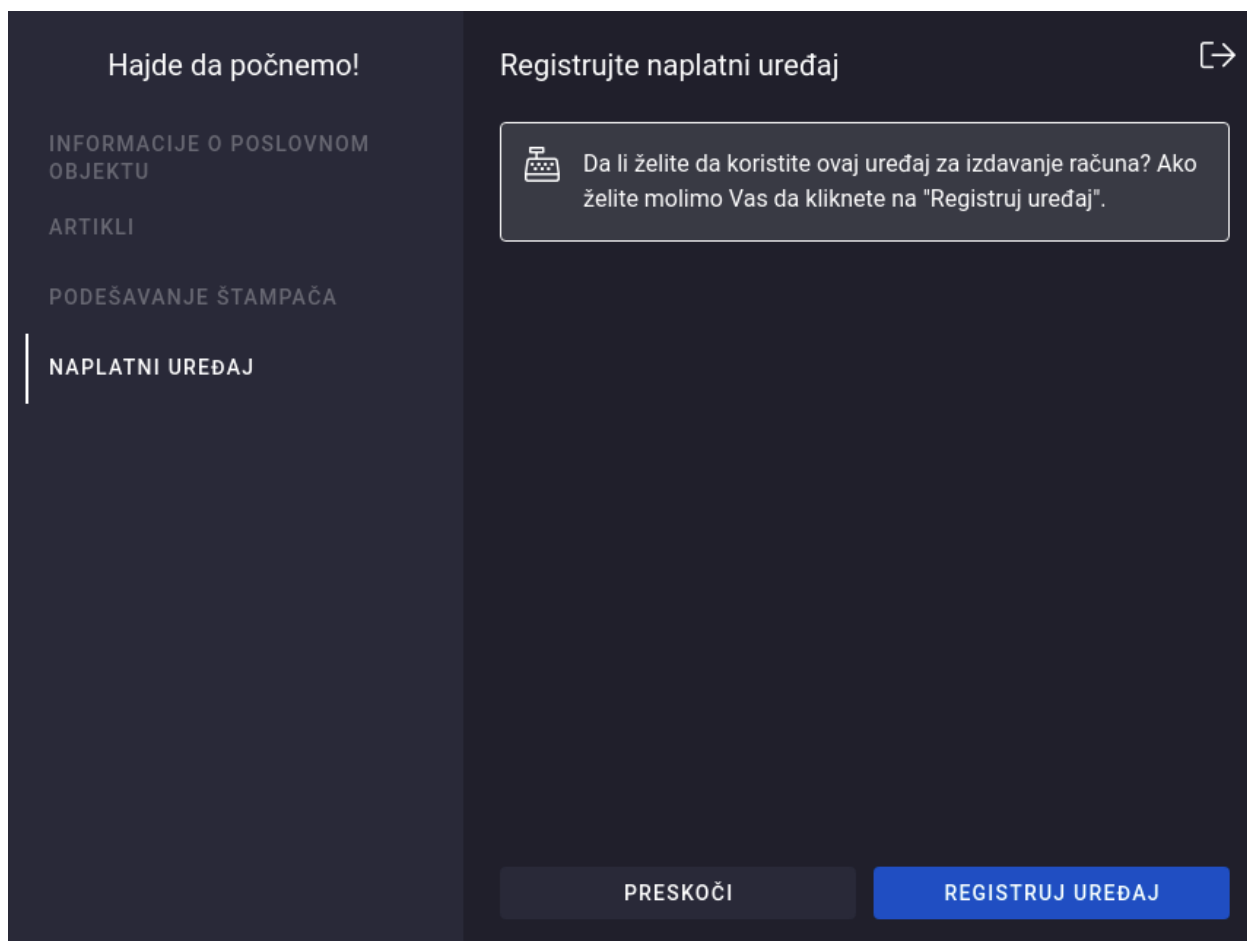 Hajde da počnemo!
INFORMACIJE O POSLOVNOM
OBJEKTU
ARTIKLI
PODEŠAVANJE ŠTAMPAČA
NAPLATNI UREĐAJ
Registrujte naplatni uređaj
Da li želite da koristite ovaj uređaj za izdavanje računa? Ako
želite molimo Vas da kliknete na "Registruj uređaj".
PRESKOČI
REGISTRUJ UREĐAJ